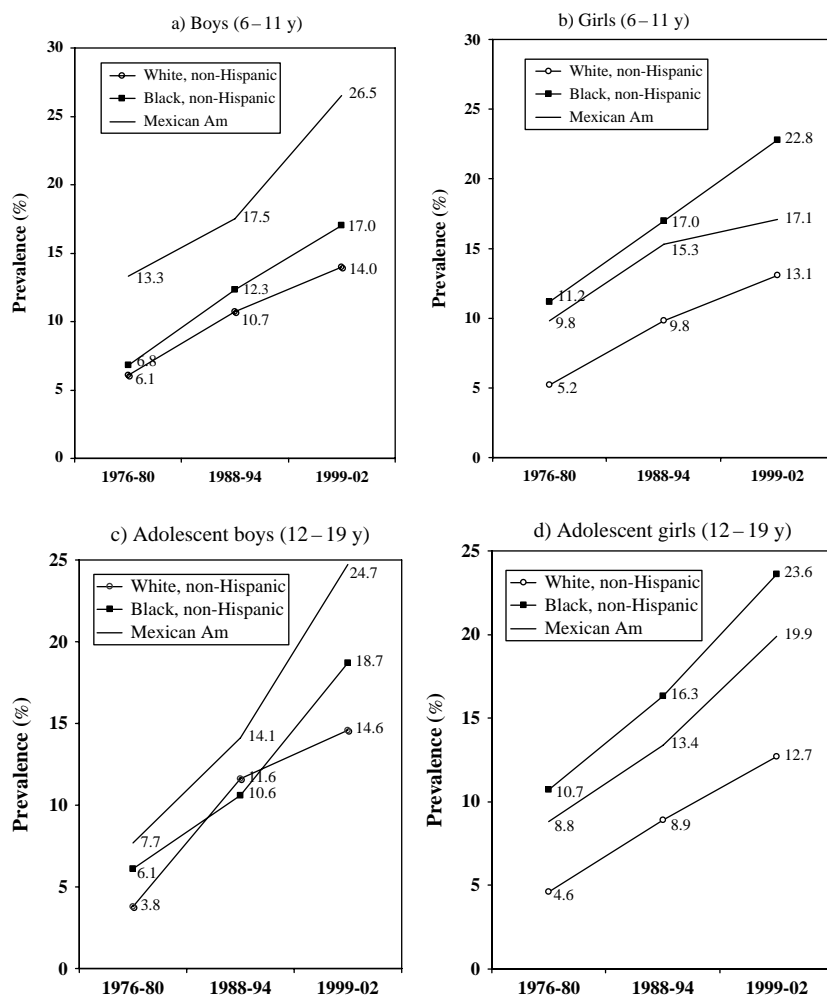 a) Boys (6–11 y)
30
25
20
15
10
5
0
Prevalence (%)
White, non-Hispanic
Black, non-Hispanic
Mexican Am
26.5
17.5
13.3
17.0
14.0
12.3
10.7
6.8
6.1
1976-80 1988-94 1999-02
b) Girls (6–11 y)
30
25
20
15
10
5
0
Prevalence (%)
White, non-Hispanic
Black, non-Hispanic
Mexican Am
22.8
17.0
17.1
15.3
13.1
11.2
9.8
9.8
5.2
1976-80 1988-94 1999-02
c) Adolescent boys (12–19 y)
25
20
15
10
5
0
Prevalence (%)
White, non-Hispanic
Black, non-Hispanic
Mexican Am
24.7
18.7
14.1
14.6
11.6
10.6
7.7
6.1
3.8
1976-80 1988-94 1999-02
d) Adolescent girls (12–19 y)
25
20
15
10
5
0
Prevalence (%)
White, non-Hispanic
Black, non-Hispanic
Mexican Am
23.6
19.9
16.3
13.4
12.7
10.7
8.8
8.9
4.6
1976-80 1988-94 1999-02